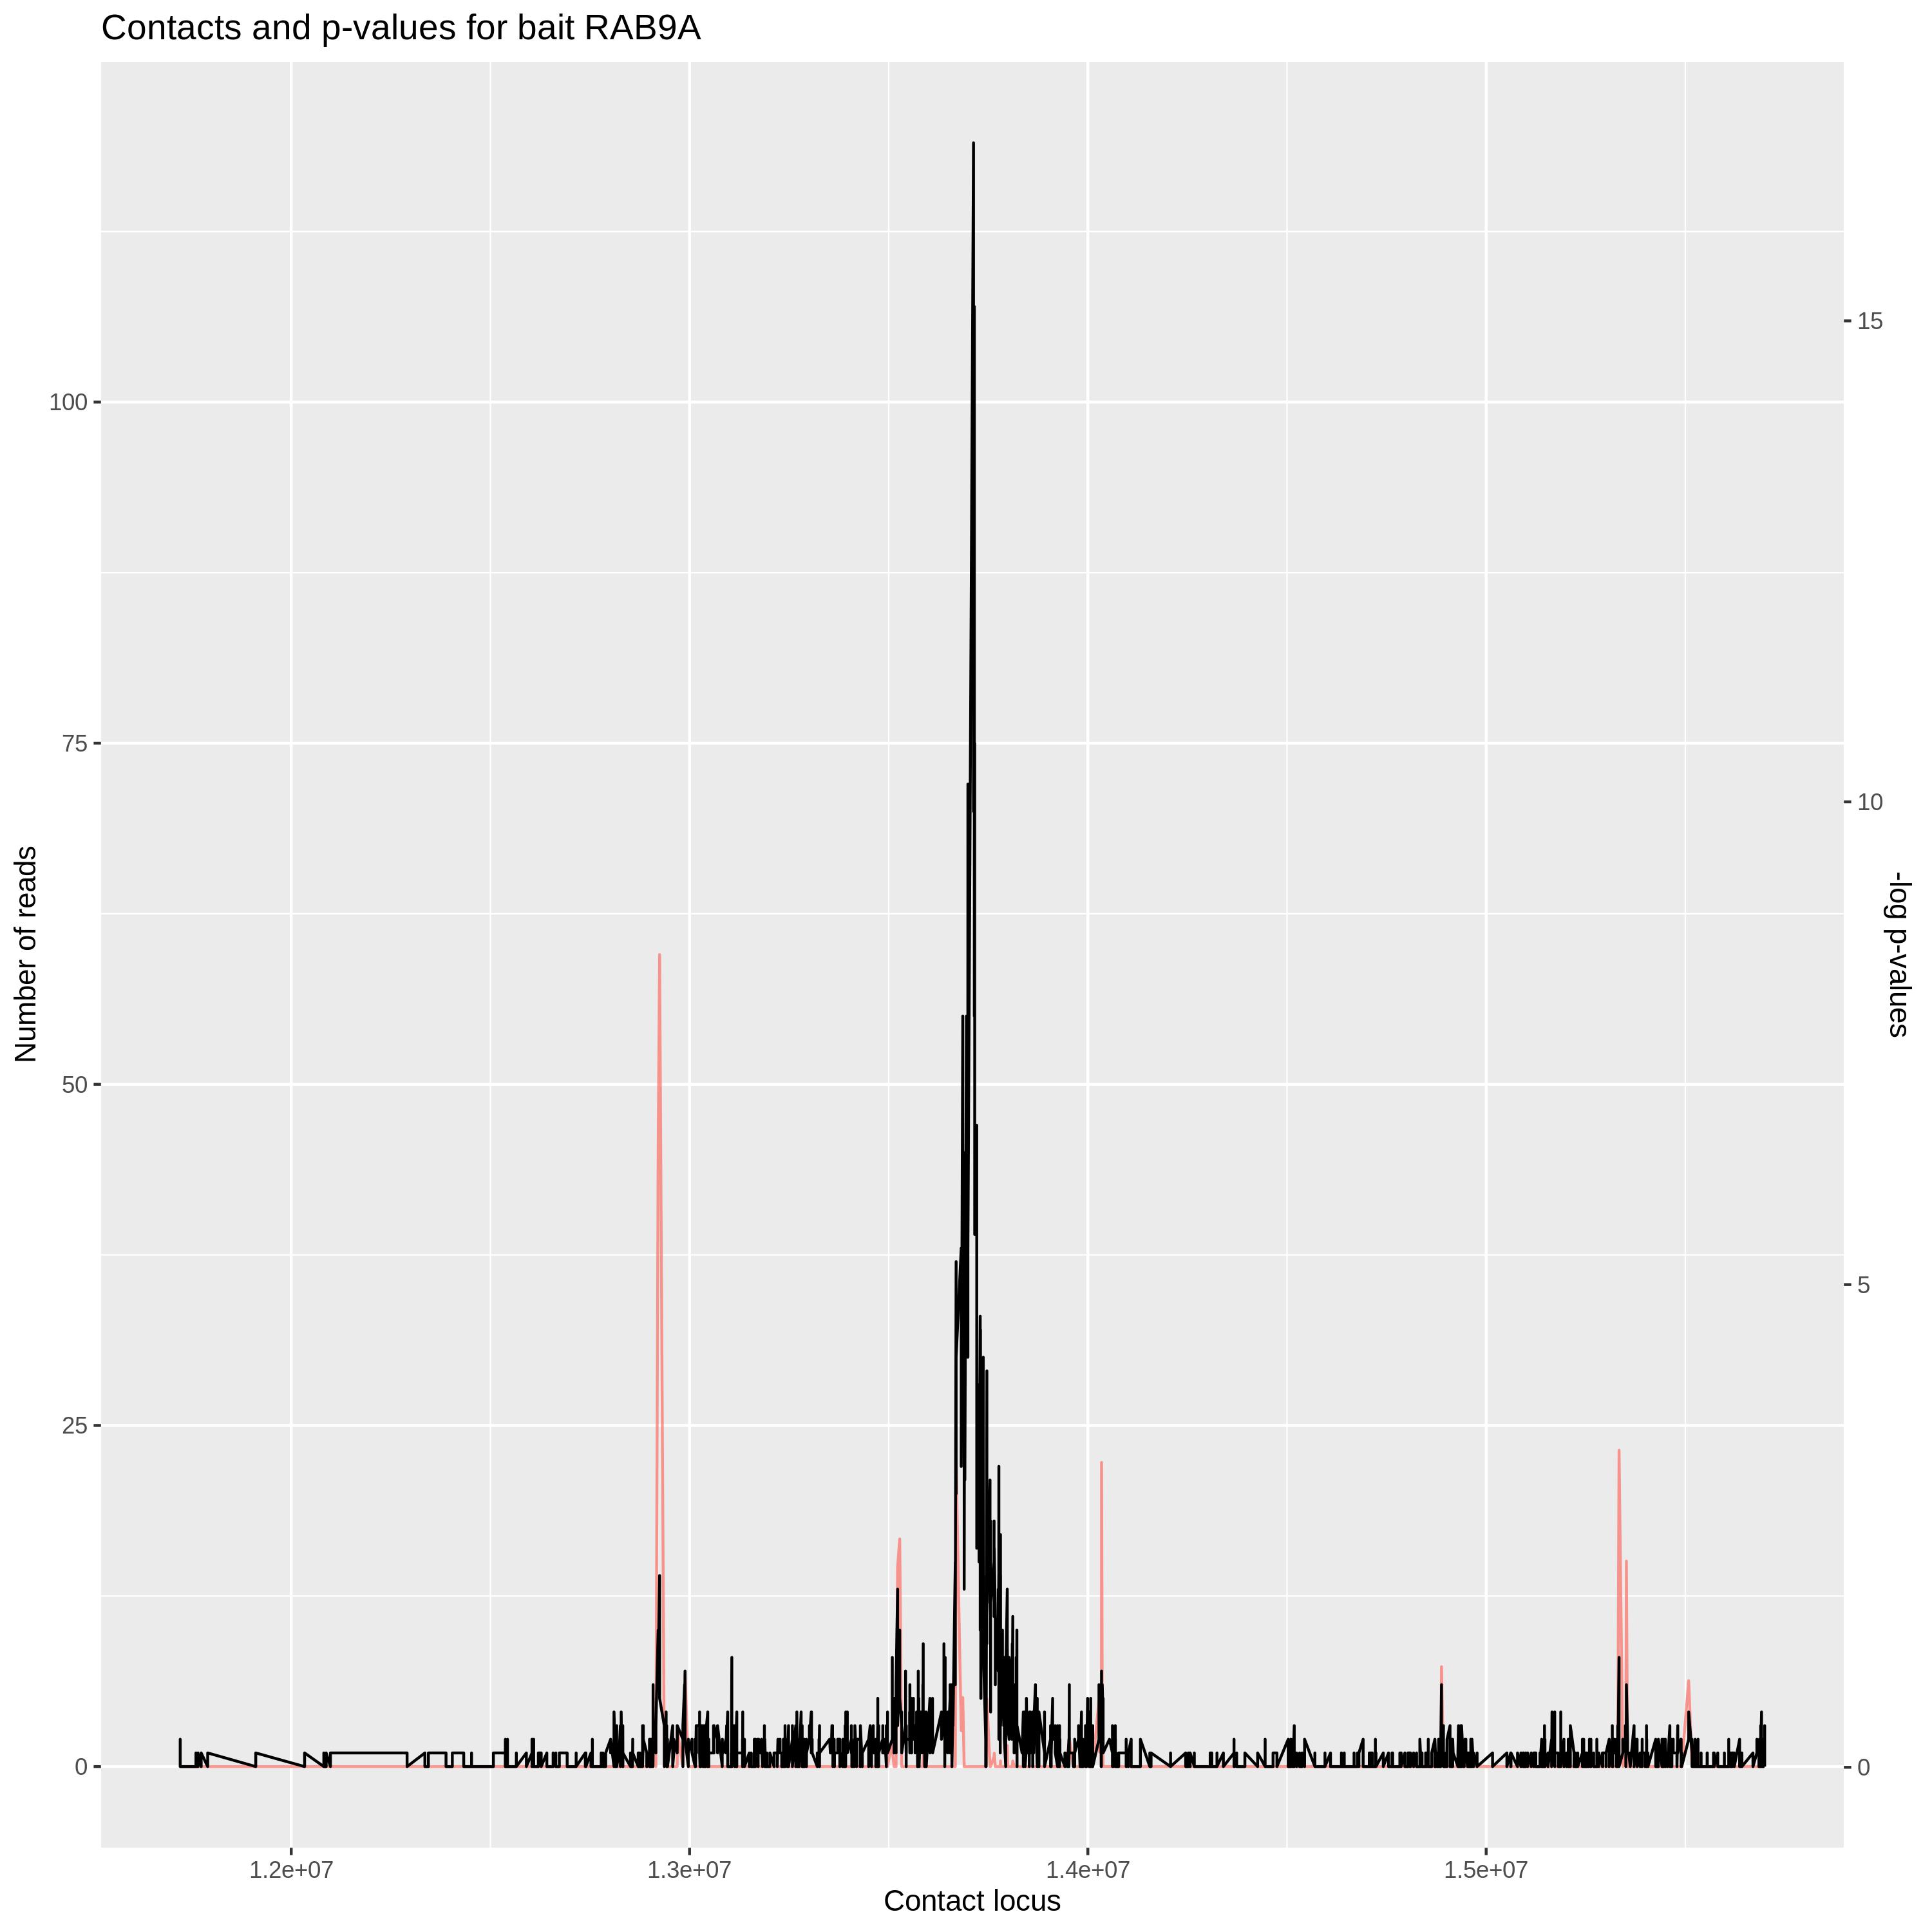 Contacts and p-values for bait RAB9A
100
75
50
25
0
Number of reads
15
10
5
0
-log p-values
1.2e+07
1.3e+07
1.4e+07
1.5e+07
Contact locus